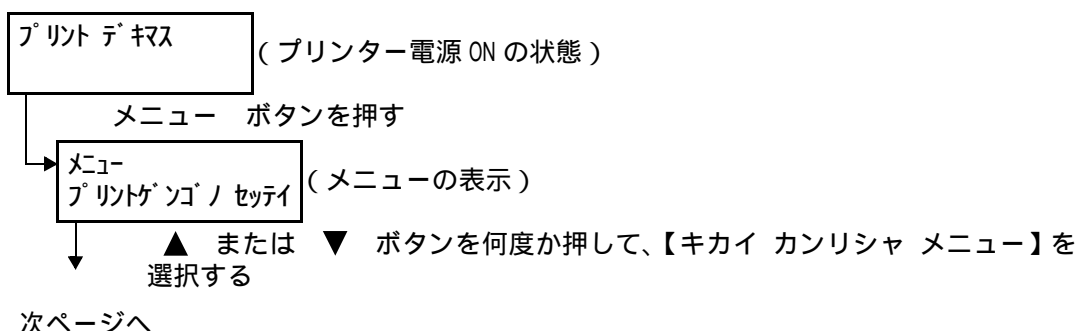 プリント デキマス
(プリンター電源 ON の状態)
メニュー ボタンを押す
メニュー
プリントゲンゴノ セッテイ
(メニューの表示)
▲ または ▼ ボタンを何度か押して、【キカイ カンリシャ メニュー】を
選択する
次ページへ